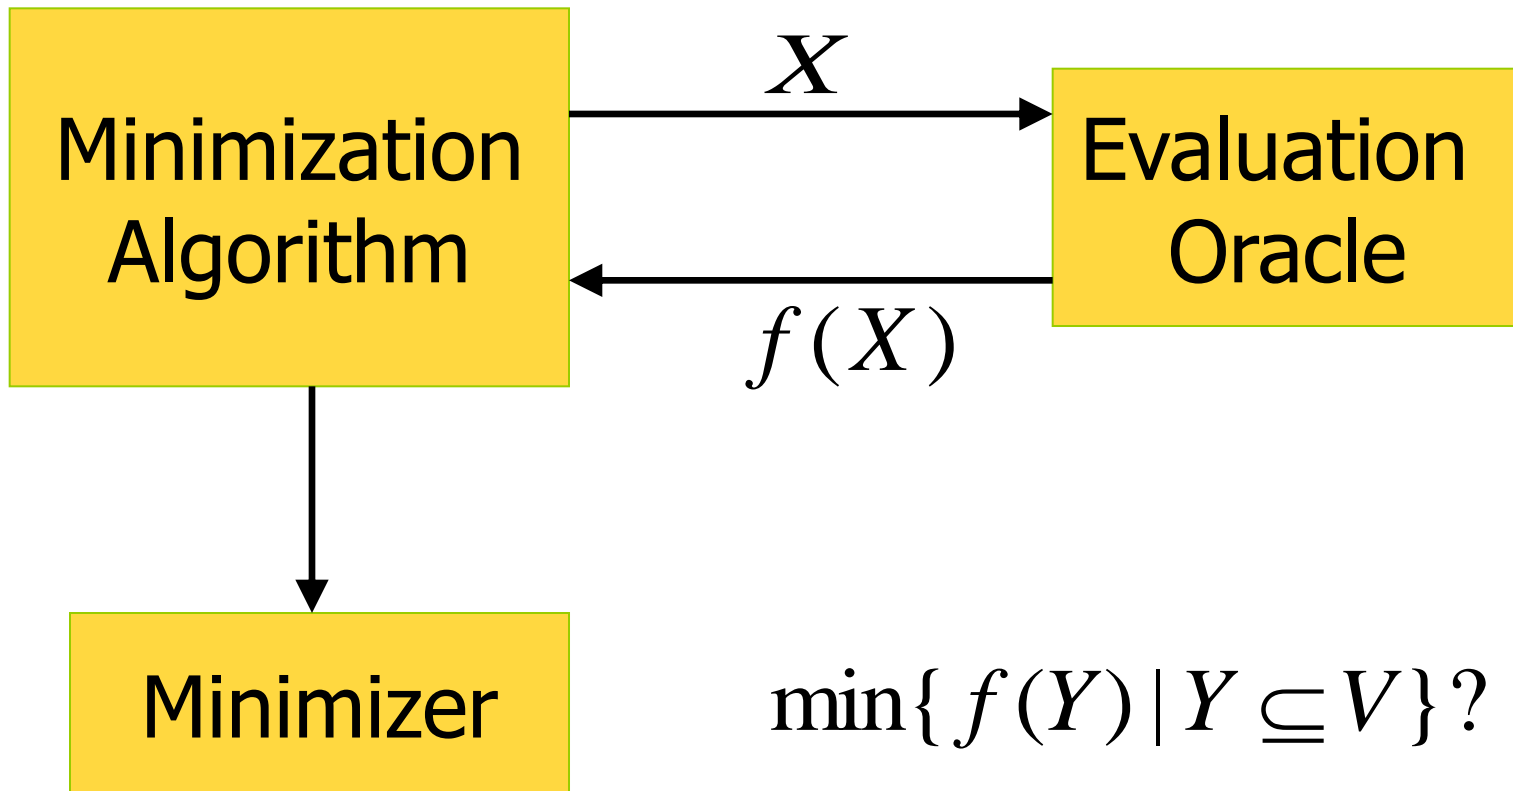 X
Minimization
Algorithm
Evaluation
Oracle
f(X)
Minimizer
min{f(Y)|Y⊆V}?